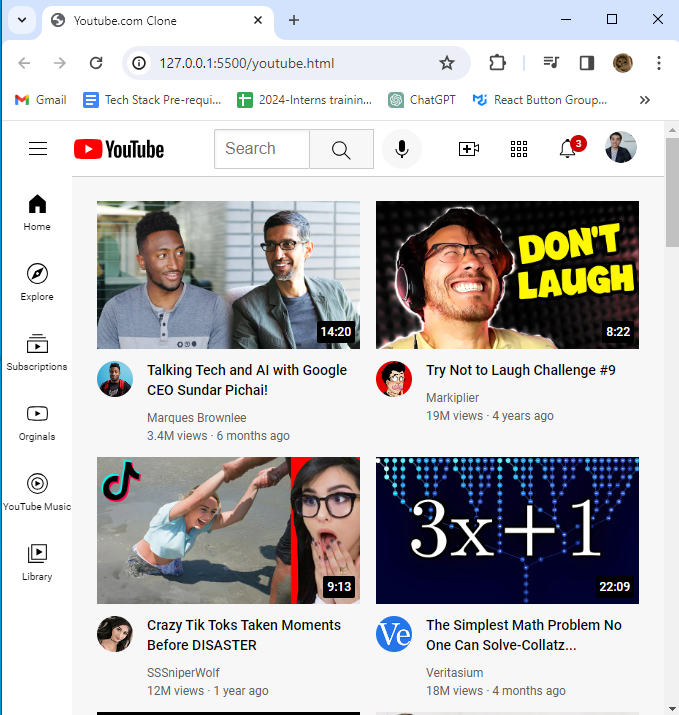 Youtube.com Clone
127.0.0.1:5500/youtube.html
Gmail
Tech Stack Pre-requi...
2024-Interns trainin...
ChatGPT
React Button Group...
YouTube
Search
3
Home
Explore
Subscriptions
Orginals
YouTube Music
Library
14:20
Talking Tech and AI with Google
CEO Sundar Pichai!
Marques Brownlee
3.4M views · 6 months ago
DON'T
LAUGH
8:22
Try Not to Laugh Challenge #9
Markiplier
19M views · 4 years ago
9:13
Crazy Tik Toks Taken Moments
Before DISASTER
SSSniperWolf
12M views · 1 year ago
3x+1
22:09
Ve
The Simplest Math Problem No
One Can Solve-Collatz...
Veritasium
18M views · 4 months ago